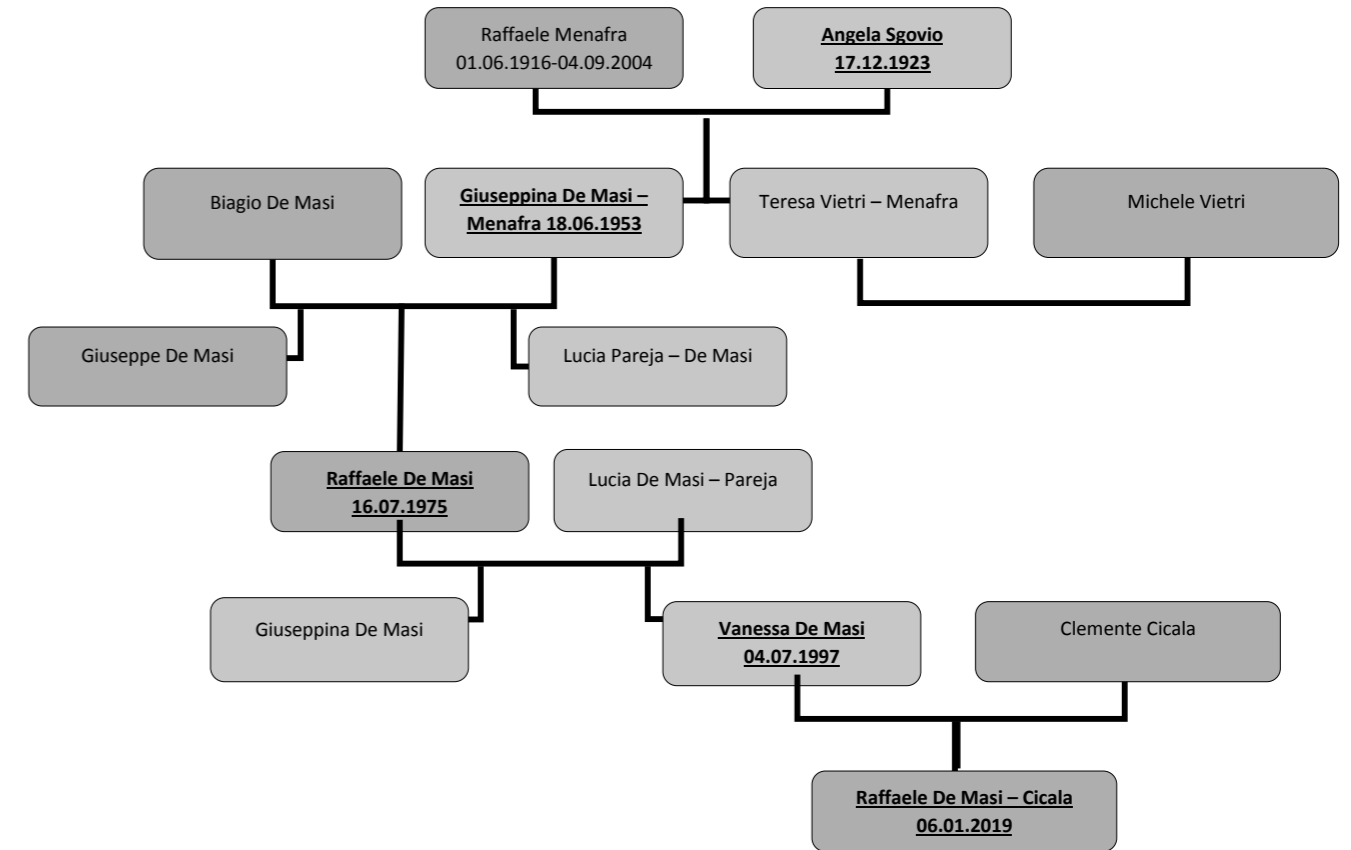 Raffaele Menafra
01.06.1916-04.09.2004
Angela Sgovio
17.12.1923
Biagio De Masi
Giuseppina De Masi –
Menafra 18.06.1953
Teresa Vietri – Menafra
Michele Vietri
Giuseppe De Masi
Lucia Pareja – De Masi
Raffaele De Masi
16.07.1975
Lucia De Masi – Pareja
Giuseppina De Masi
Vanessa De Masi
04.07.1997
Clemente Cicala
Raffaele De Masi – Cicala
06.01.2019